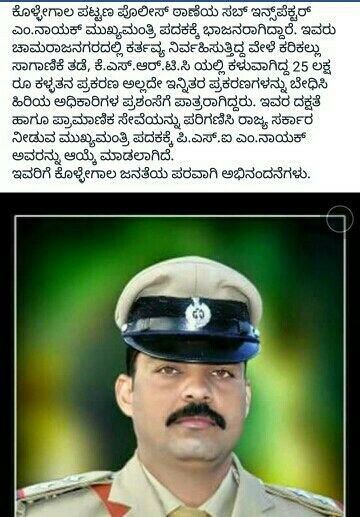 ಕೊಳ್ಳೇಗಾಲ ಪಟ್ಟಣ ಪೊಲೀಸ್ ಠಾಣೆಯ ಸಬ್ ಇನ್ಸ್‌ಪೆಕ್ಟರ್
ಎಂ.ನಾಯಕ್ ಮುಖ್ಯಮಂತ್ರಿ ಪದಕಕ್ಕೆ ಭಾಜನರಾಗಿದ್ದಾರೆ. ಇವರು
ಚಾಮರಾಜನಗರದಲ್ಲಿ ಕರ್ತವ್ಯ ನಿರ್ವಹಿಸುತ್ತಿದ್ದ ವೇಳೆ ಕರಿಕಲ್ಲು
ಸಾಗಾಣಿಕೆ ತಡೆ, ಕೆ.ಎಸ್.ಆರ್.ಟಿ.ಸಿ ಯಲ್ಲಿ ಕಳುವಾಗಿದ್ದ 25 ಲಕ್ಷ
ರೂ ಕಳ್ಳತನ ಪ್ರಕರಣ ಅಲ್ಲದೇ ಇನ್ನಿತರ ಪ್ರಕರಣಗಳನ್ನು ಬೇಧಿಸಿ
ಹಿರಿಯ ಅಧಿಕಾರಿಗಳ ಪ್ರಶಂಸೆಗೆ ಪಾತ್ರರಾಗಿದ್ದರು. ಇವರ ದಕ್ಷತೆ
ಹಾಗೂ ಪ್ರಾಮಾಣಿಕ ಸೇವೆಯನ್ನು ಪರಿಗಣಿಸಿ ರಾಜ್ಯ ಸರ್ಕಾರ
ನೀಡುವ ಮುಖ್ಯಮಂತ್ರಿ ಪದಕಕ್ಕೆ ಪಿ.ಎಸ್.ಐ ಎಂ.ನಾಯಕ್
ಅವರನ್ನು ಆಯ್ಕೆ ಮಾಡಲಾಗಿದೆ.
ಇವರಿಗೆ ಕೊಳ್ಳೇಗಾಲ ಜನತೆಯ ಪರವಾಗಿ ಅಭಿನಂದನೆಗಳು.